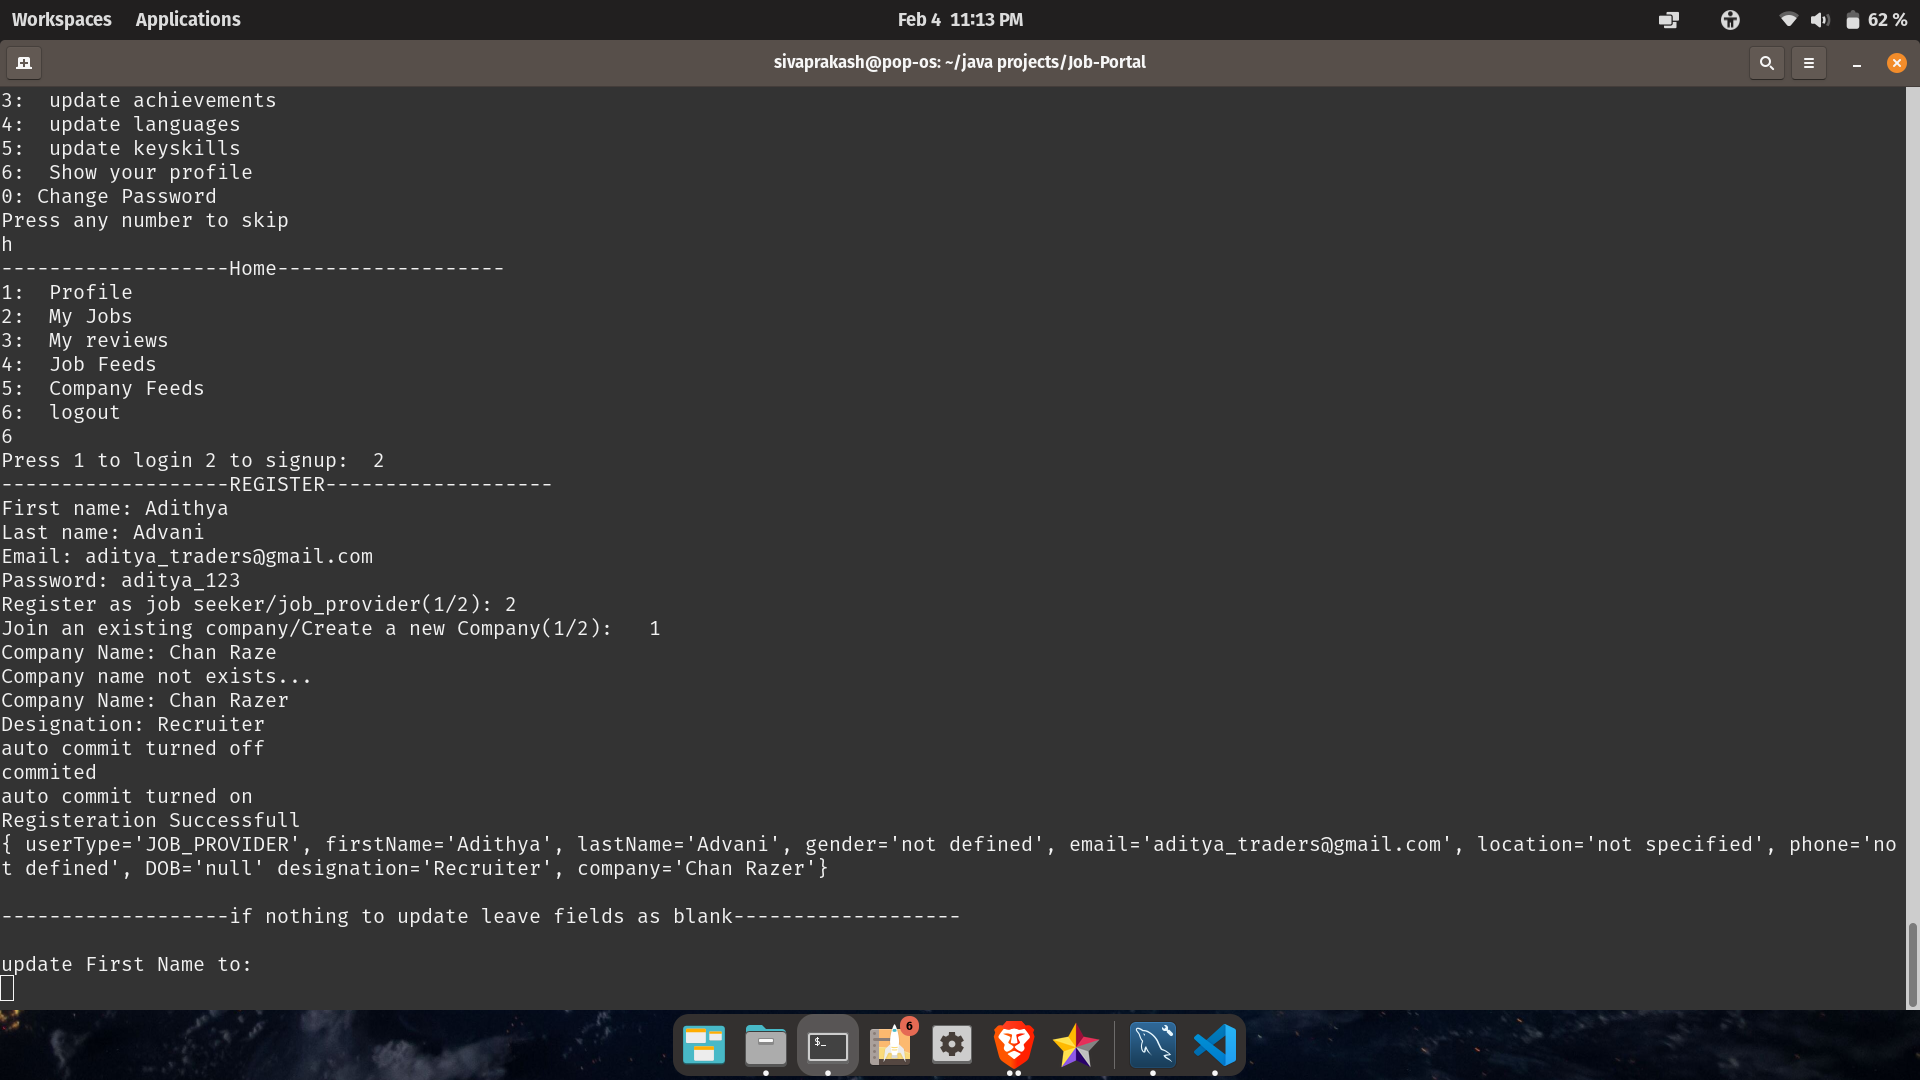 Workspaces Applications Feb 4 11:13 PM 62 %
sivaprakash@pop-os: ~/java projects/Job-Portal
3:  update achievements
4:  update languages
5:  update keyskills
6:  Show your profile
0: Change Password
Press any number to skip
h
-------------------Home-------------------
1:  Profile
2:  My Jobs
3:  My reviews
4:  Job Feeds
5:  Company Feeds
6:  logout
6
Press 1 to login 2 to signup:  2
-------------------REGISTER-------------------
First name: Adithya
Last name: Advani
Email: aditya_traders@gmail.com
Password: aditya_123
Register as job seeker/job_provider(1/2): 2
Join an existing company/Create a new Company(1/2):   1
Company Name: Chan Raze
Company name not exists...
Company Name: Chan Razer
Designation: Recruiter
auto commit turned off
commited
auto commit turned on
Registeration Successfull
{ userType='JOB_PROVIDER', firstName='Adithya', lastName='Advani', gender='not defined', email='aditya_traders@gmail.com', location='not specified', phone='no
t defined', DOB='null' designation='Recruiter', company='Chan Razer'}
-------------------if nothing to update leave fields as blank-------------------
update First Name to:
$_
6